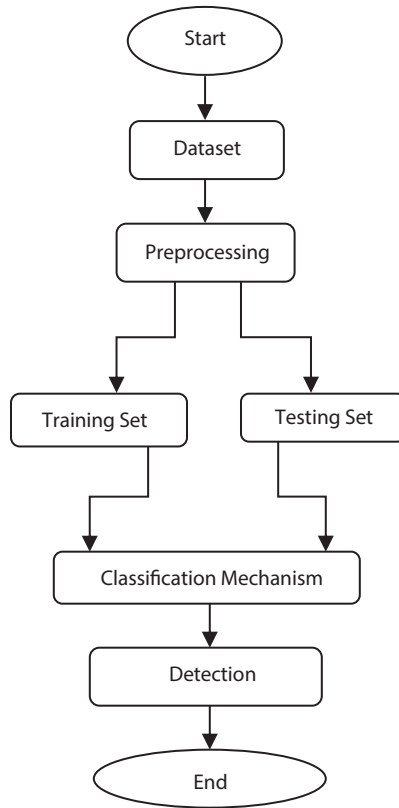 Start
Dataset
Preprocessing
Training Set
Testing Set
Classification Mechanism
Detection
End